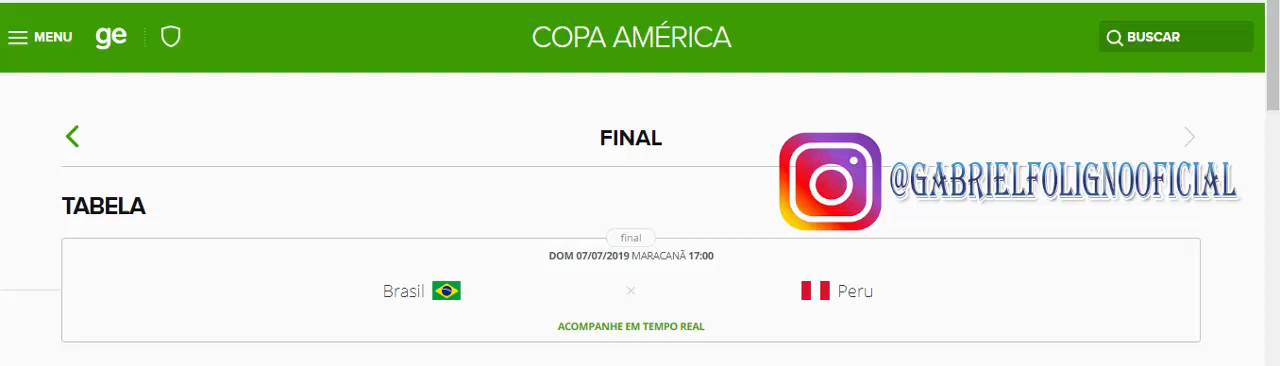 MENU ge COPA AMÉRICA BUSCAR
FINAL
@GABRIELFOLIGNOOFICIAL
TABELA
final
DOM 07/07/2019 MARACANÃ 17:00
Brasil × Peru
ACOMPANHE EM TEMPO REAL